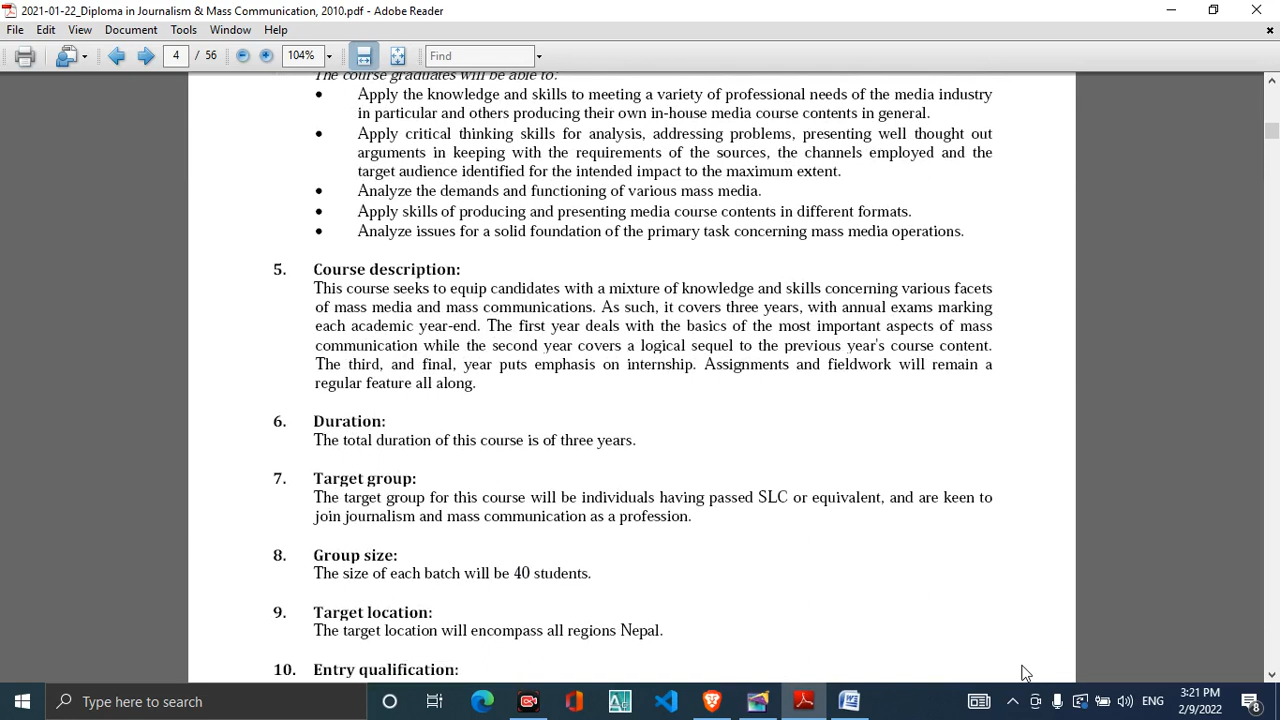 2021-01-22_Diploma in Journalism & Mass Communication, 2010.pdf - Adobe Reader
File Edit View Document Tools Window Help
4 / 56 104% Find
The course graduates will be able to:
• Apply the knowledge and skills to meeting a variety of professional needs of the media industry
in particular and others producing their own in-house media course contents in general.
• Apply critical thinking skills for analysis, addressing problems, presenting well thought out
arguments in keeping with the requirements of the sources, the channels employed and the
target audience identified for the intended impact to the maximum extent.
• Analyze the demands and functioning of various mass media.
• Apply skills of producing and presenting media course contents in different formats.
• Analyze issues for a solid foundation of the primary task concerning mass media operations.
5. Course description:
This course seeks to equip candidates with a mixture of knowledge and skills concerning various facets
of mass media and mass communications. As such, it covers three years, with annual exams marking
each academic year-end. The first year deals with the basics of the most important aspects of mass
communication while the second year covers a logical sequel to the previous year's course content.
The third, and final, year puts emphasis on internship. Assignments and fieldwork will remain a
regular feature all along.
6. Duration:
The total duration of this course is of three years.
7. Target group:
The target group for this course will be individuals having passed SLC or equivalent, and are keen to
join journalism and mass communication as a profession.
8. Group size:
The size of each batch will be 40 students.
9. Target location:
The target location will encompass all regions Nepal.
10. Entry qualification:
Type here to search
ENG
3:21 PM
2/9/2022
8